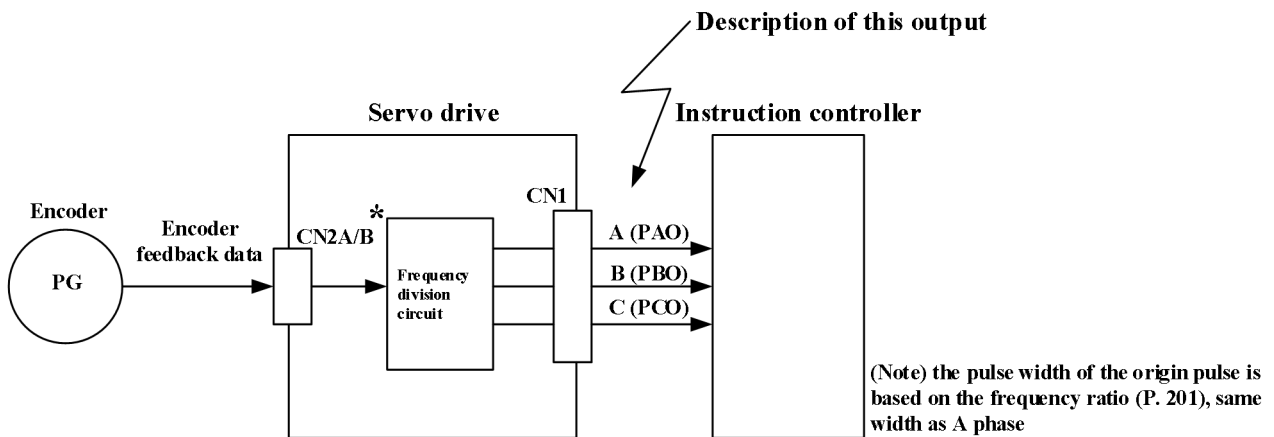 Description of this output
Servo drive
Instruction controller
CN1
Encoder
Encoder
feedback data
CN2A/B
*
PG
Frequency
division
circuit
A (PAO)
B (PBO)
C (PCO)
(Note) the pulse width of the origin pulse is
based on the frequency ratio (P. 201), same
width as A phase